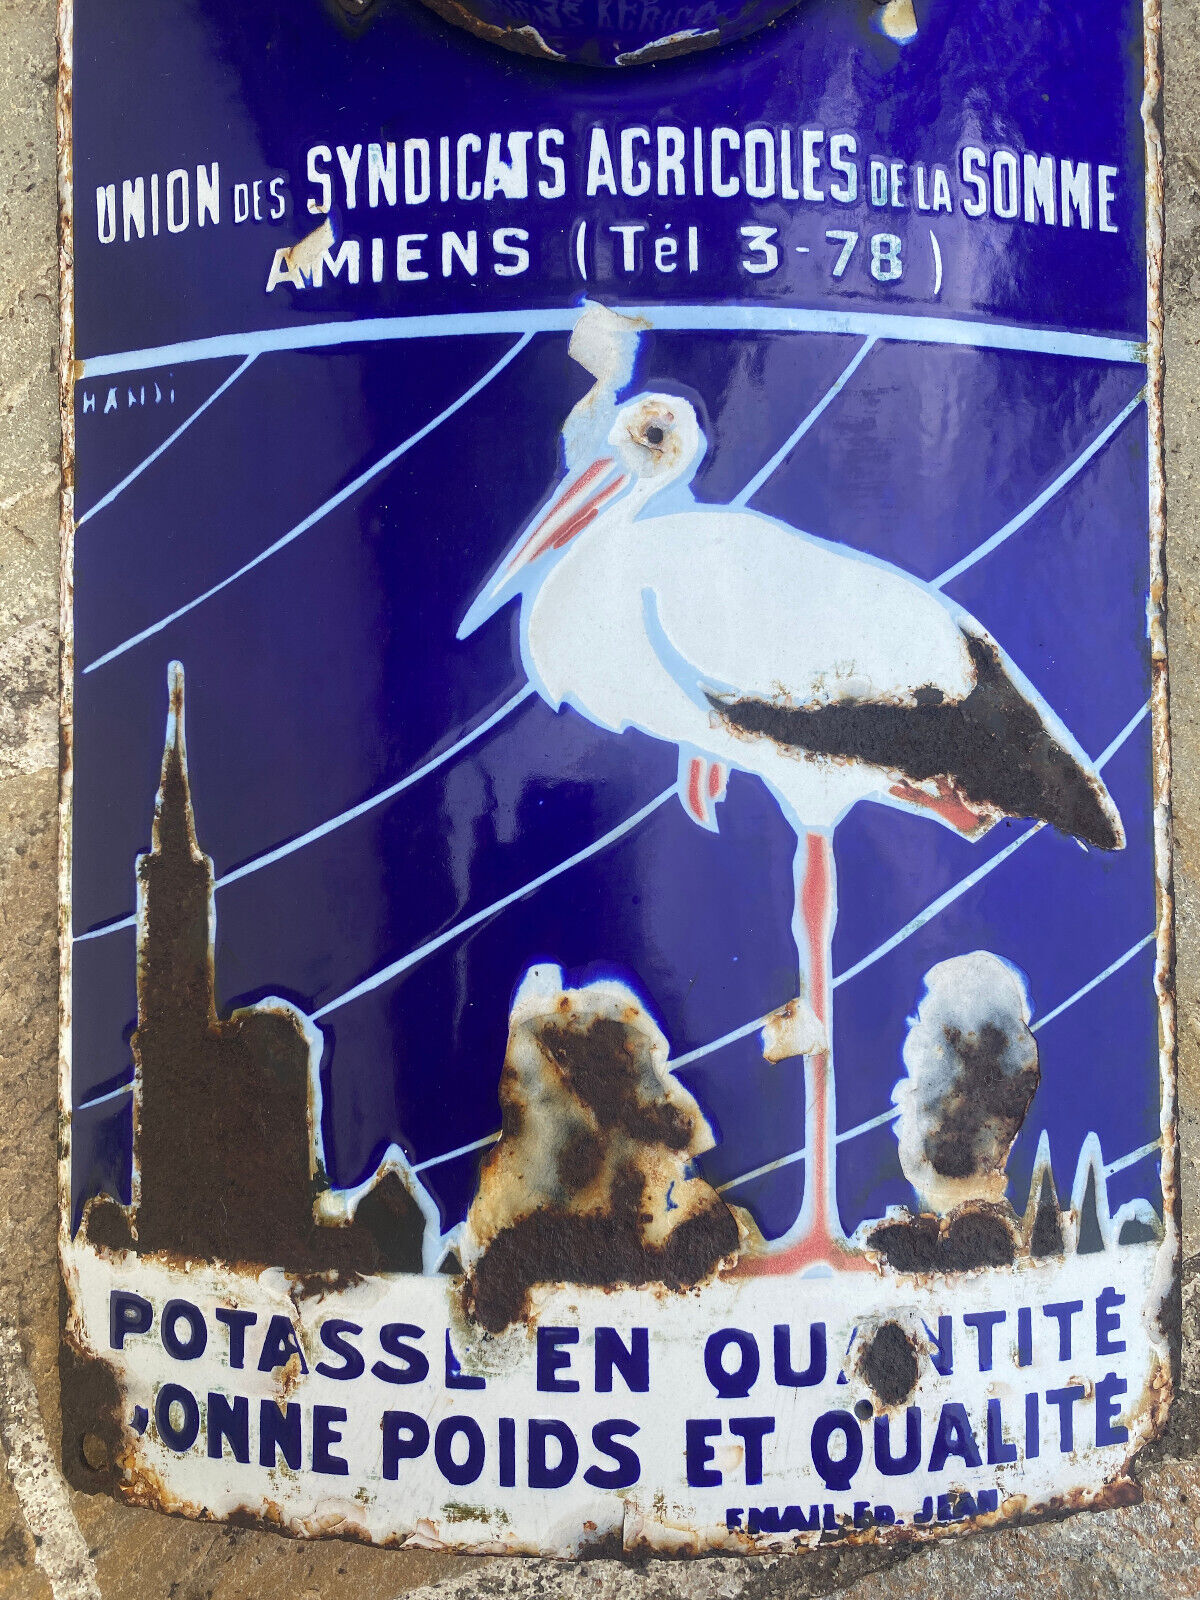 UNION DES SYNDICATS AGRICOLES DE LA SOMME
AMIENS (Tél 3-78)
HANSi
POTASSE EN QUANTITÉ
DONNE POIDS ET QUALITÉ
EMAIL ED. JEAN